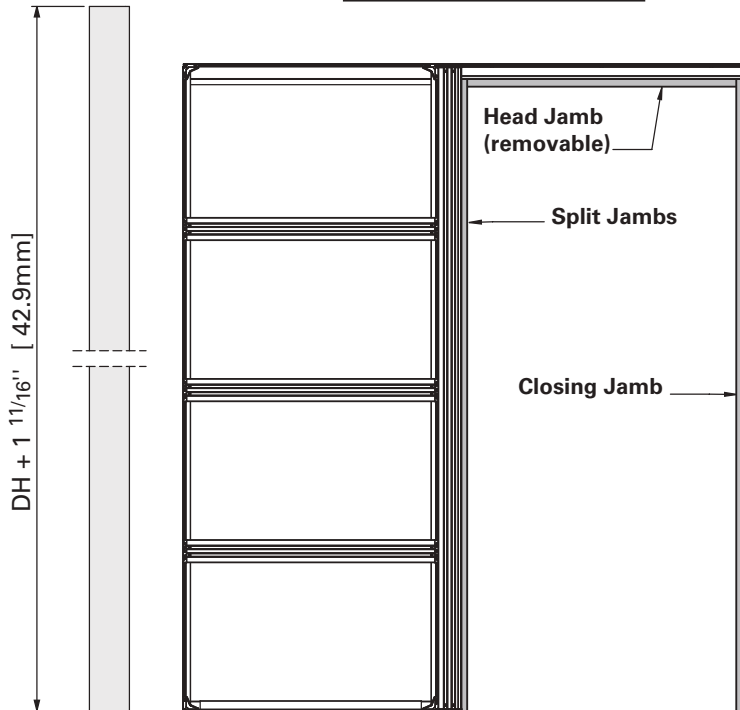 Head Jamb
(removable)
Split Jambs
Closing Jamb
DH + 1 11/16'' [ 42.9mm]